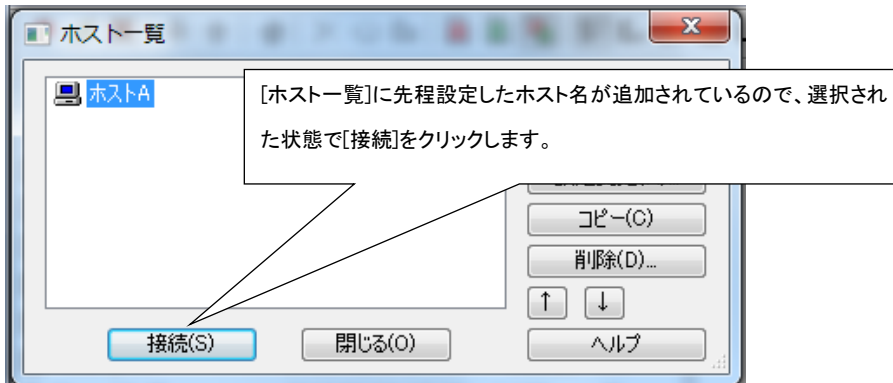 ホスト一覧
ホストA
[ホスト一覧]に先程設定したホスト名が追加されているので、選択され
た状態で[接続]をクリックします。
コピー(C)
削除(D)...
↑ ↓
接続(S) 閉じる(O) ヘルプ